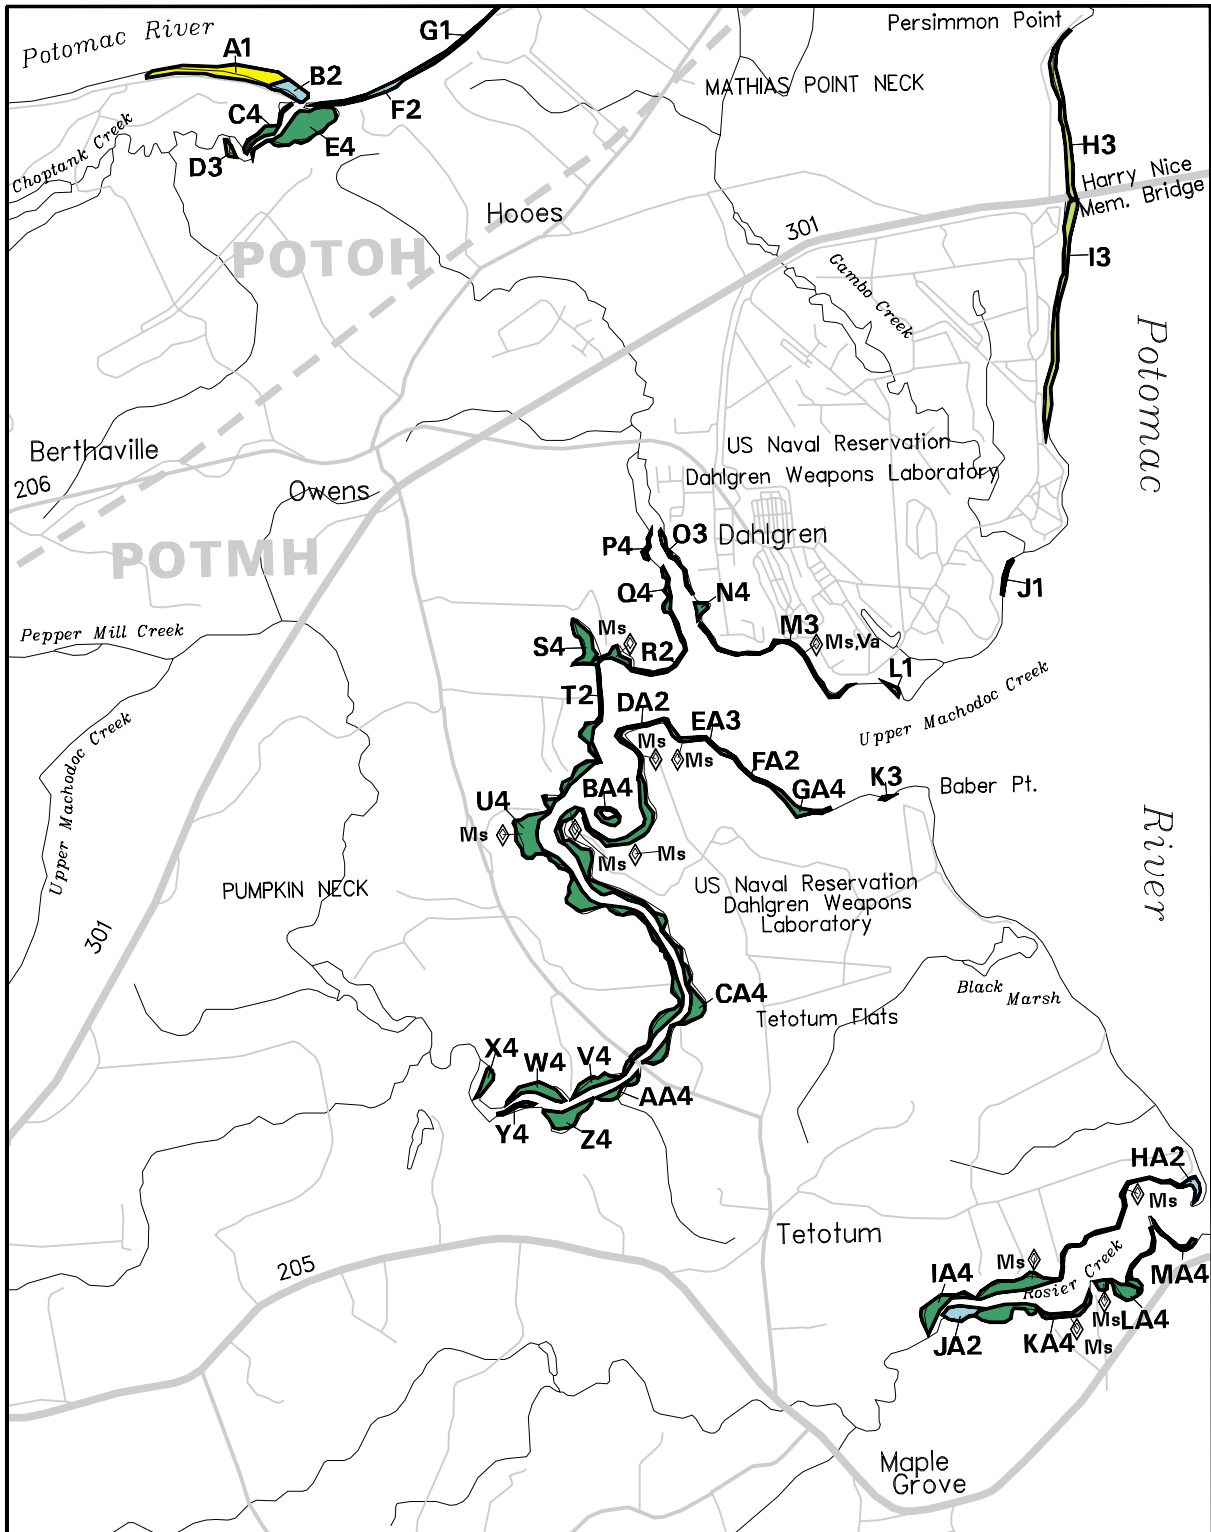 Persimmon Point
Potomac River
G1
A1
B2
MATHIAS POINT NECK
F2
C4
E4
D3
Choptank Creek
H3
Harry Nice
Mem. Bridge
Hooes
301
POTOH
I3
Gambo Creek
Potomac
Berthaville
US Naval Reservation
Dahlgren Weapons Laboratory
206
Owens
P4
O3
Dahlgren
POTMH
Q4
N4
J1
Pepper Mill Creek
Ms
M3
Ms,Va
S4
R2
L1
T2
DA2
EA3
Upper Machodoc Creek
Upper Machodoc Creek
Ms
Ms
FA2
K3
Baber Pt.
BA4
GA4
U4
Ms
Ms
Ms
River
PUMPKIN NECK
US Naval Reservation
Dahlgren Weapons
Laboratory
301
CA4
Black
Marsh
Tetotum Flats
X4
W4
V4
AA4
Y4
Z4
HA2
Ms
Tetotum
205
Ms
Rosier Creek
IA4
MA4
Ms
LA4
JA2
KA4
Ms
Maple
Grove